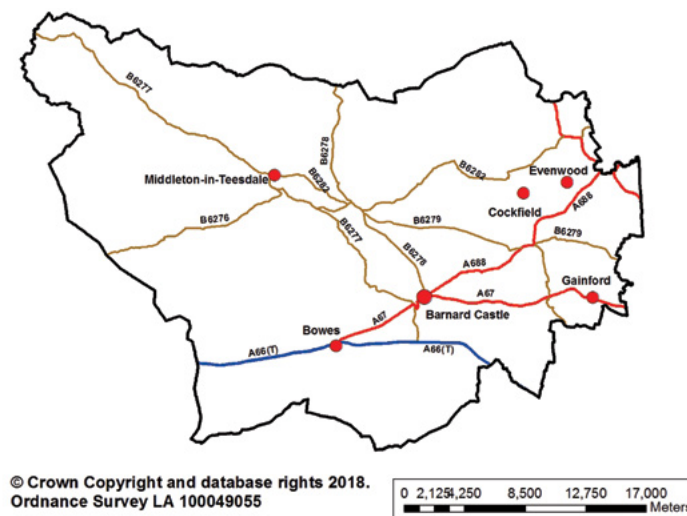 B6277
B6278
Middleton-in-Teesdale
B6282
B6282
Evenwood
Cockfield
A688
B6276
B6277
B6278
B6279
B6279
A688
Gainford
A67
Barnard Castle
A67
Bowes
A66(T)
A66(T)
© Crown Copyright and database rights 2018.
Ordnance Survey LA 100049055
0 2,125 4,250 8,500 12,750 17,000
Meters